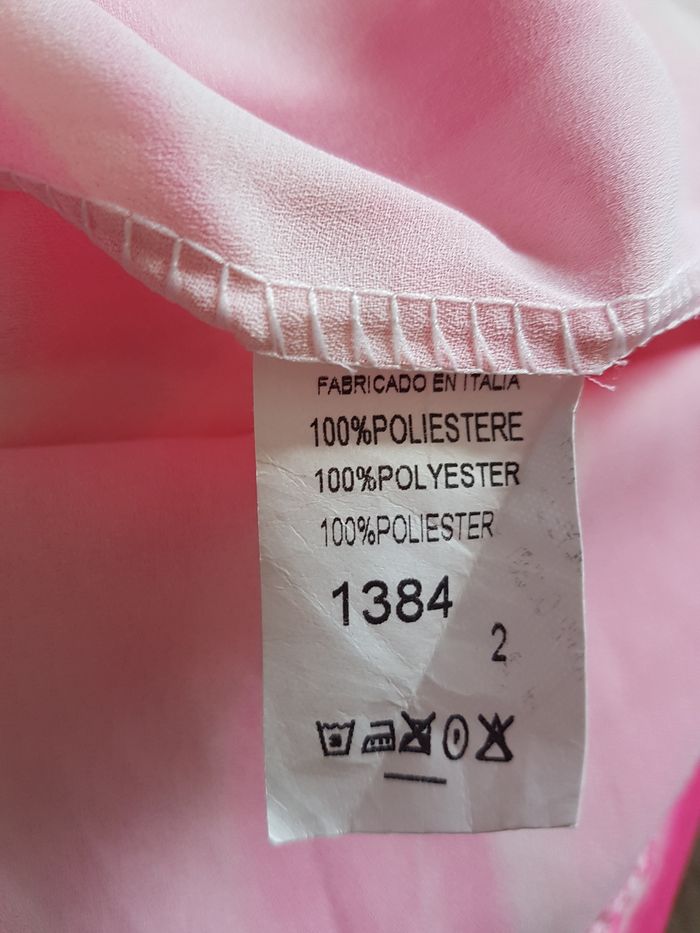 FABRICADO EN ITALIA
100%POLIESTERE
100%POLYESTER
100%POLIESTER
1384
2
P